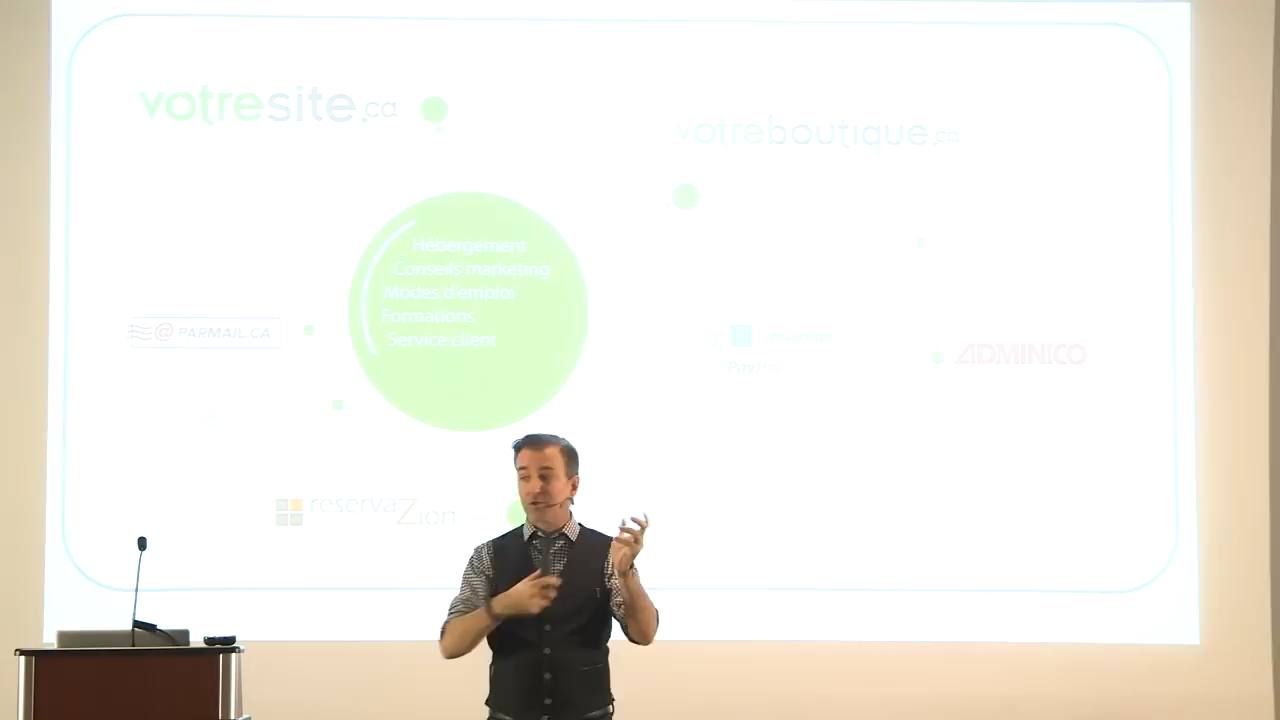 votresite.ca
votreboutique.ca
Hébergement
Conseils marketing
Modes d'emploi
Formations
Service client
@ PARMAIL.CA
ADMINICO
reservaZion